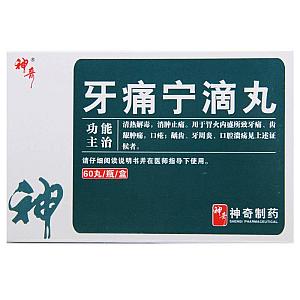 神奇
牙痛宁滴丸
功能
主治
清热解毒，消肿止痛。用于胃火内盛所致牙痛、齿
龈肿痛，口疮；龋齿、牙周炎、口腔溃疡见上述证
候者。
请仔细阅读说明书并在医师指导下使用。
60丸/瓶/盒
神
神奇
神奇制药
SHENQI PHARMACEUTICAL